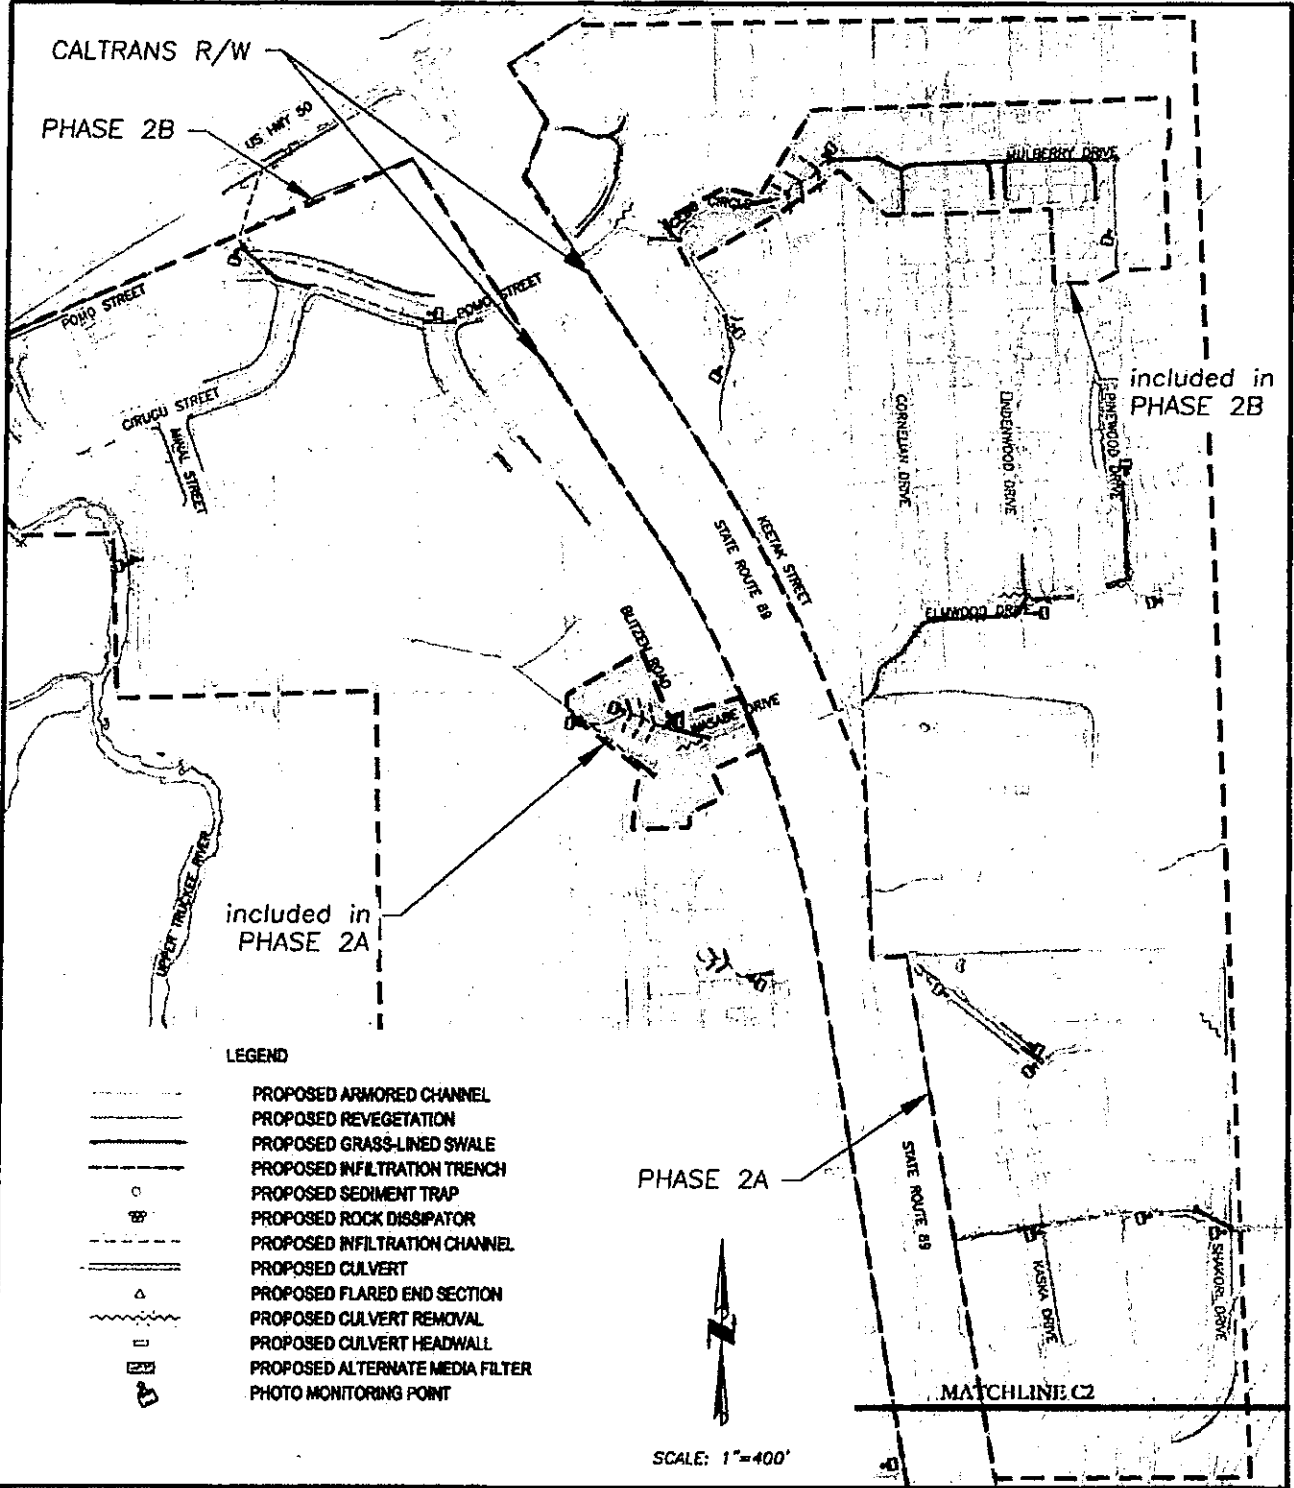 CALTRANS R/W
PHASE 2B
US HWY 50
MULBERRY DRIVE
CIRCLE
POMO STREET
POMO STREET
included in
PHASE 2B
CIRUGU STREET
MINAL STREET
CORNELIAN DRIVE
LINDENWOOD DRIVE
PINEWOOD DRIVE
KEETAK STREET
STATE ROUTE 89
ELMWOOD DRIVE
BLITZEN ROAD
WASABE DRIVE
UPPER TRUCKEE RIVER
included in
PHASE 2A
LEGEND
PROPOSED ARMORED CHANNEL
PROPOSED REVEGETATION
PROPOSED GRASS-LINED SWALE
PROPOSED INFILTRATION TRENCH
PROPOSED SEDIMENT TRAP
PROPOSED ROCK DISSIPATOR
PROPOSED INFILTRATION CHANNEL
PROPOSED CULVERT
PROPOSED FLARED END SECTION
PROPOSED CULVERT REMOVAL
PROPOSED CULVERT HEADWALL
PROPOSED ALTERNATE MEDIA FILTER
PHOTO MONITORING POINT
PHASE 2A
STATE ROUTE 89
KASKA DRIVE
SHAKORI DRIVE
MATCHLINE C2
SCALE: 1"=400'